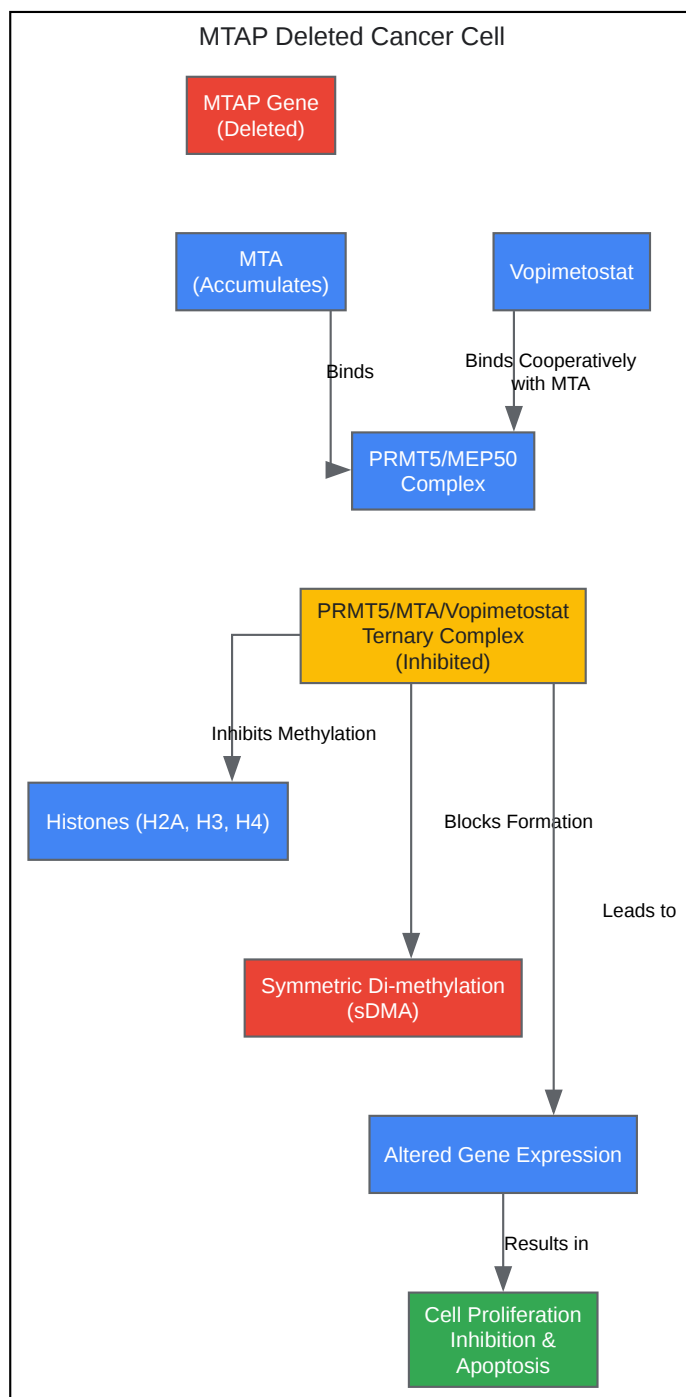 MTAP Deleted Cancer Cell
MTAP Gene
(Deleted)
MTA
(Accumulates)
Vopimetostat
Binds
Binds Cooperatively
with MTA
PRMT5/MEP50
Complex
PRMT5/MTA/Vopimetostat
Ternary Complex
(Inhibited)
Inhibits Methylation
Histones (H2A, H3, H4)
Blocks Formation
Leads to
Symmetric Di-methylation
(sDMA)
Altered Gene Expression
Results in
Cell Proliferation
Inhibition &
Apoptosis